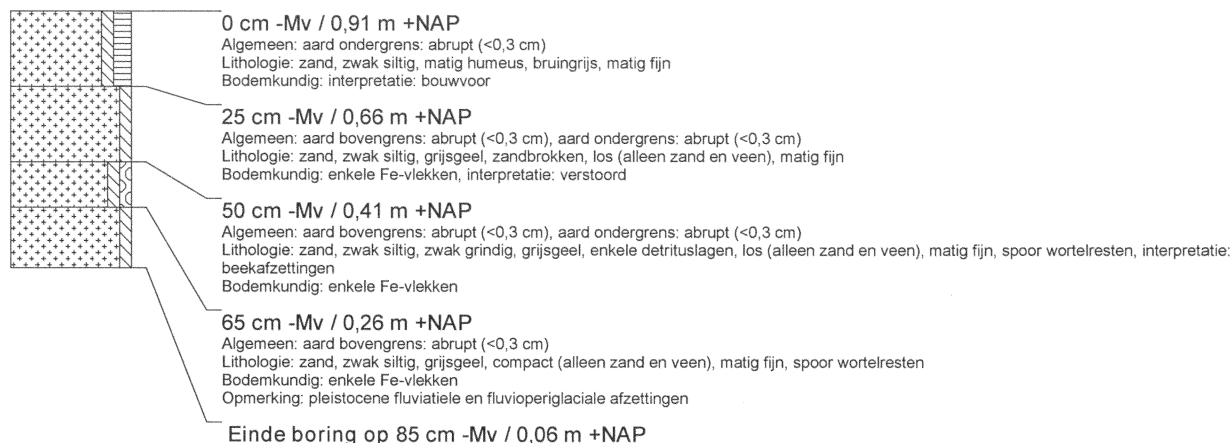 0 cm -Mv / 0,91 m +NAP
Algemeen: aard ondergrens: abrupt (<0,3 cm)
Lithologie: zand, zwak siltig, matig humeus, bruingrijs, matig fijn
Bodemkundig: interpretatie: bouwvoor
25 cm -Mv / 0,66 m +NAP
Algemeen: aard bovengrens: abrupt (<0,3 cm), aard ondergrens: abrupt (<0,3 cm)
Lithologie: zand, zwak siltig, grijsgeel, zandbrokken, los (alleen zand en veen), matig fijn
Bodemkundig: enkele Fe-vlekken, interpretatie: verstoord
50 cm -Mv / 0,41 m +NAP
Algemeen: aard bovengrens: abrupt (<0,3 cm), aard ondergrens: abrupt (<0,3 cm)
Lithologie: zand, zwak siltig, zwak grindig, grijsgeel, enkele detrituslagen, los (alleen zand en veen), matig fijn, spoor wortelresten, interpretatie:
beekafzettingen
Bodemkundig: enkele Fe-vlekken
65 cm -Mv / 0,26 m +NAP
Algemeen: aard bovengrens: abrupt (<0,3 cm)
Lithologie: zand, zwak siltig, grijsgeel, compact (alleen zand en veen), matig fijn, spoor wortelresten
Bodemkundig: enkele Fe-vlekken
Opmerking: pleistocene fluviatiele en fluvioperiglaciale afzettingen
Einde boring op 85 cm -Mv / 0,06 m +NAP